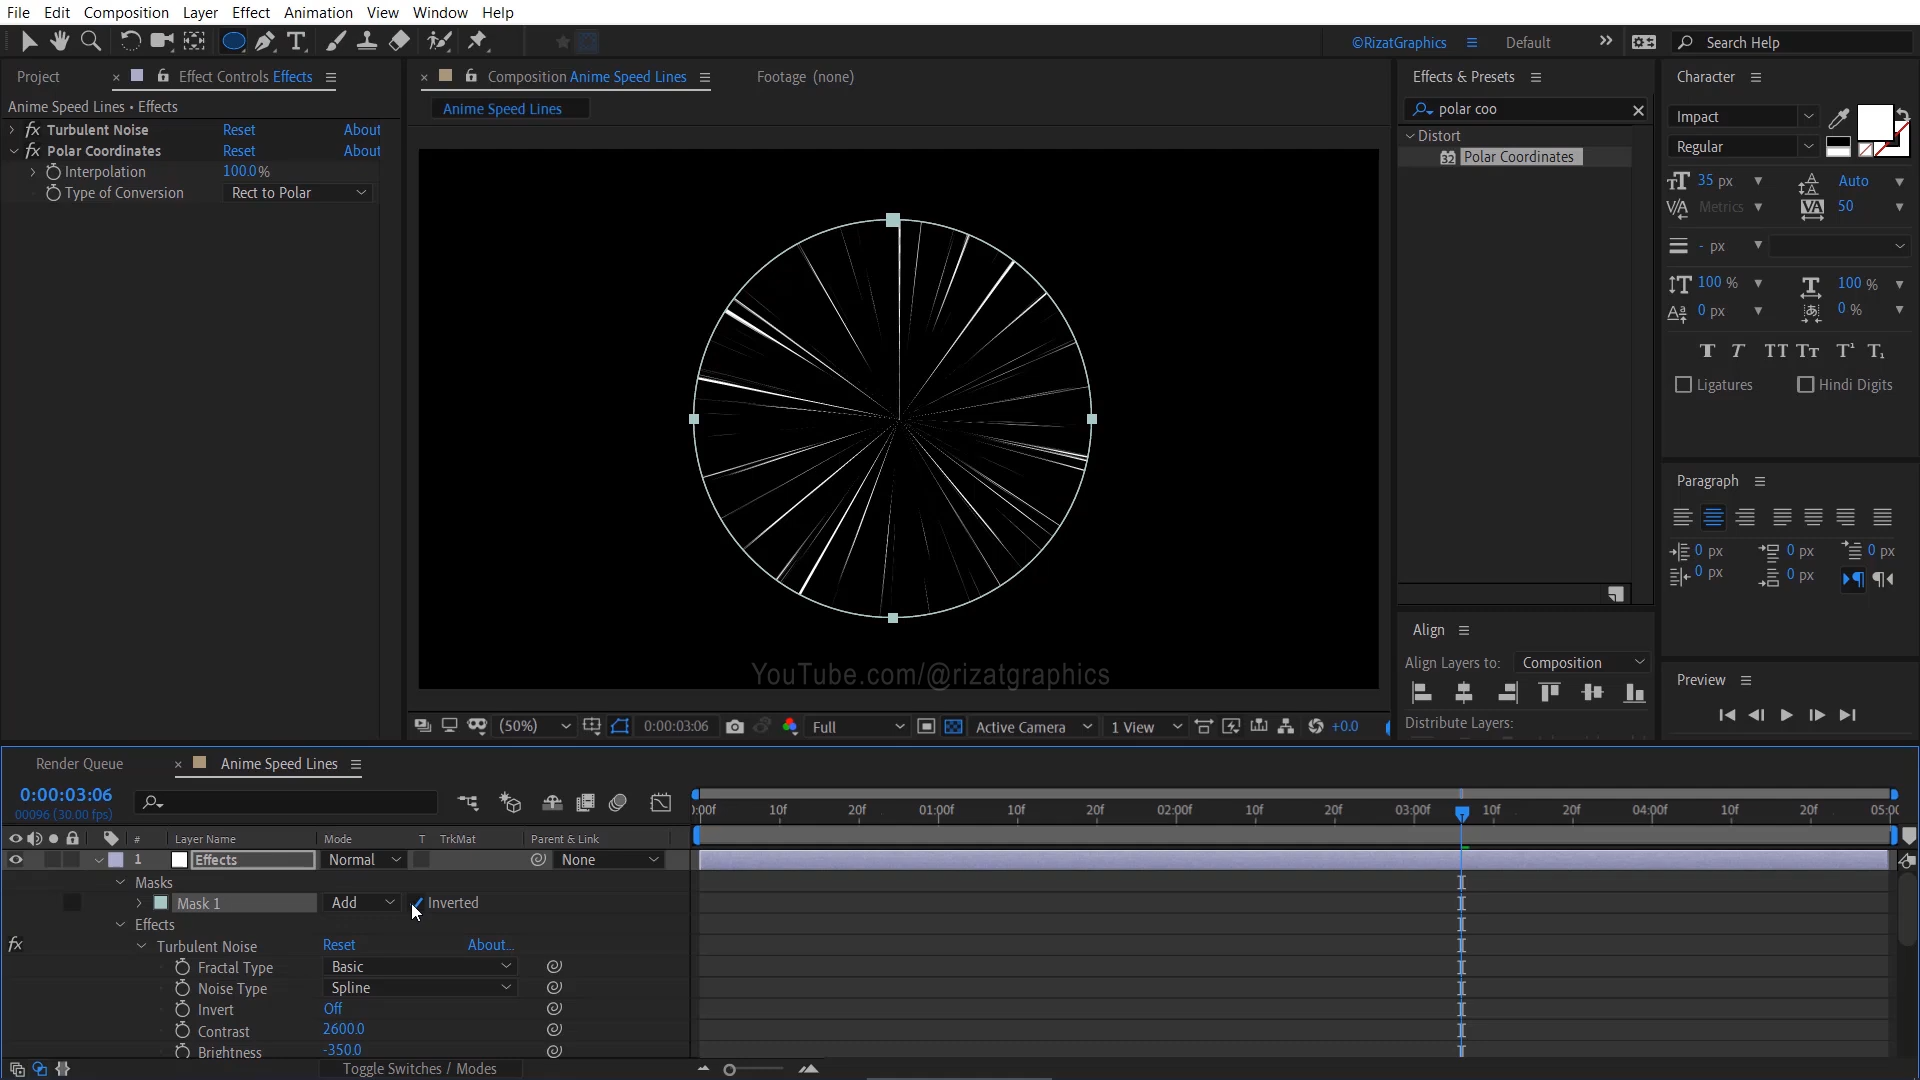 File Edit Composition Layer Effect Animation View Window Help
©RizatGraphics Default Search Help
Project Effect Controls Effects
Composition Anime Speed Lines Footage (none)
Effects & Presets
Character
Anime Speed Lines • Effects
Anime Speed Lines
polar coo
Impact
Turbulent Noise Reset About
Distort
Polar Coordinates Reset About
Regular
Polar Coordinates
Interpolation 100.0%
Type of Conversion Rect to Polar
35 px Auto
Metrics 50
- px
100 % 100 %
0 px 0 %
Ligatures Hindi Digits
Paragraph
0 px 0 px 0 px
0 px 0 px
Align
Align Layers to: Composition
YouTube.com/@rizatgraphics
Preview
(50%) 0:00:03:06 Full Active Camera 1 View +0.0
Distribute Layers:
Render Queue Anime Speed Lines
0:00:03:06
00096 (30.00 fps)
):00f 10f 20f 01:00f 10f 20f 02:00f 10f 20f 03:00f 10f 20f 04:00f 10f 20f 05:00
# Layer Name Mode T TrkMat Parent & Link
1 Effects Normal None
Masks
Mask 1 Add Inverted
Effects
fx Turbulent Noise Reset About...
Fractal Type Basic
Noise Type Spline
Invert Off
Contrast 2600.0
Brightness -350.0
Toggle Switches / Modes